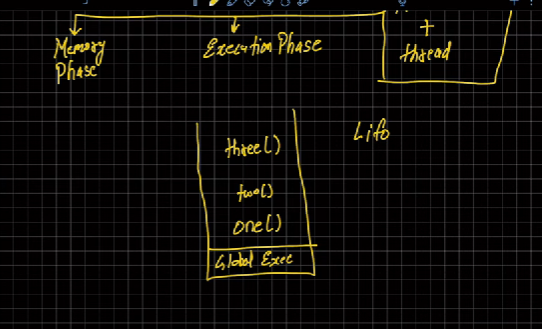 Memory
Phase
Execution Phase
+
thread
Lifo
three()
two()
one()
Global Exec